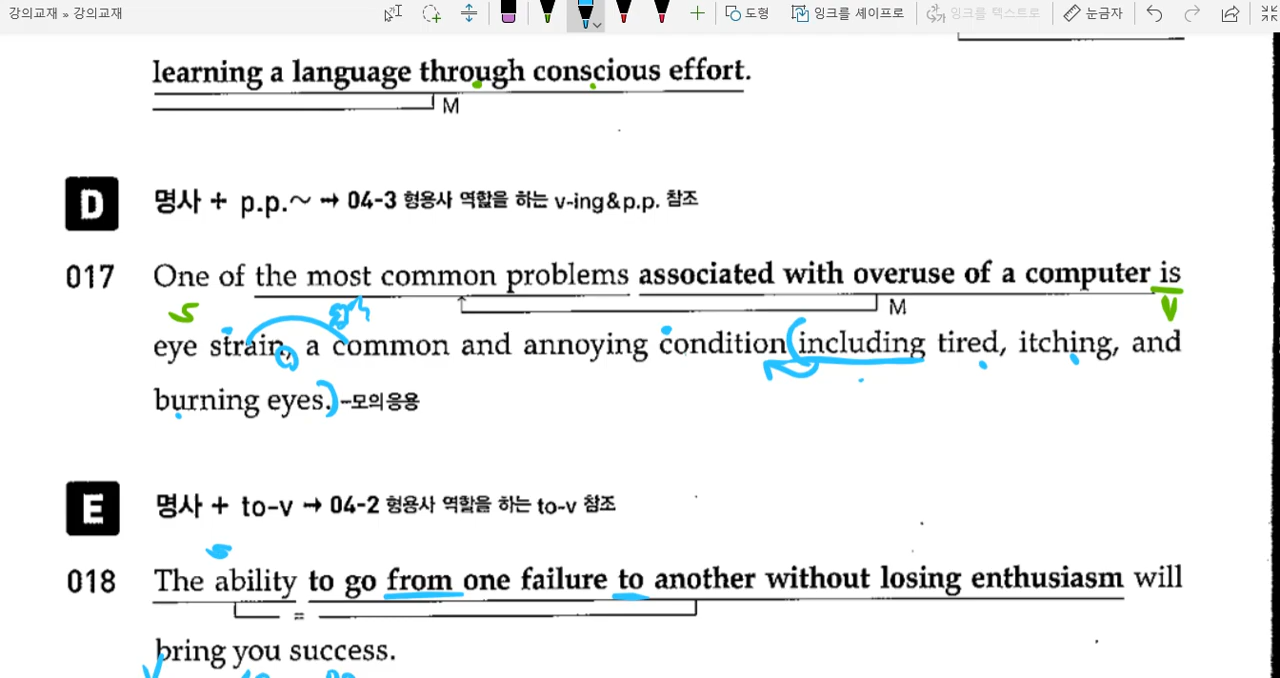 강의교재 » 강의교재 도형 잉크를 셰이프로 잉크를 텍스트로 눈금자
learning a language through conscious effort.
M
D 명사 + p.p.~ → 04-3 형용사 역할을 하는 v-ing&p.p. 참조
017 One of the most common problems associated with overuse of a computer is
S M V
eye strain, a common and annoying condition (including tired, itching, and
burning eyes.) –모의응용
E 명사 + to-v → 04-2 형용사 역할을 하는 to-v 참조
S
018 The ability to go from one failure to another without losing enthusiasm will
=
bring you success.
V